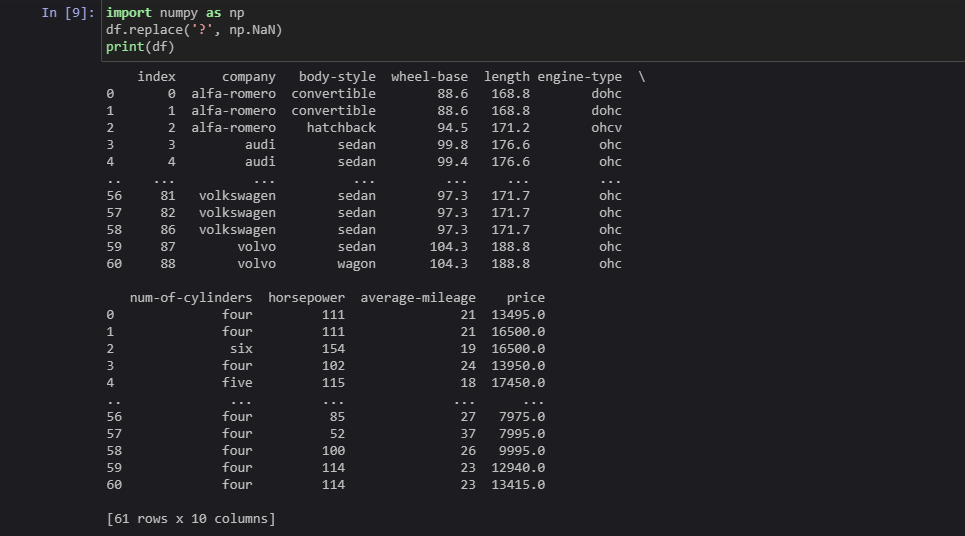 In [9]: import numpy as np
df.replace('?', np.NaN)
print(df)
index company body-style wheel-base length engine-type \
0 0 alfa-romero convertible 88.6 168.8 dohc
1 1 alfa-romero convertible 88.6 168.8 dohc
2 2 alfa-romero hatchback 94.5 171.2 ohcv
3 3 audi sedan 99.8 176.6 ohc
4 4 audi sedan 99.4 176.6 ohc
.. ... ... ... ... ... ...
56 81 volkswagen sedan 97.3 171.7 ohc
57 82 volkswagen sedan 97.3 171.7 ohc
58 86 volkswagen sedan 97.3 171.7 ohc
59 87 volvo sedan 104.3 188.8 ohc
60 88 volvo wagon 104.3 188.8 ohc
num-of-cylinders horsepower average-mileage price
0 four 111 21 13495.0
1 four 111 21 16500.0
2 six 154 19 16500.0
3 four 102 24 13950.0
4 five 115 18 17450.0
.. ... ... ... ...
56 four 85 27 7975.0
57 four 52 37 7995.0
58 four 100 26 9995.0
59 four 114 23 12940.0
60 four 114 23 13415.0
[61 rows x 10 columns]